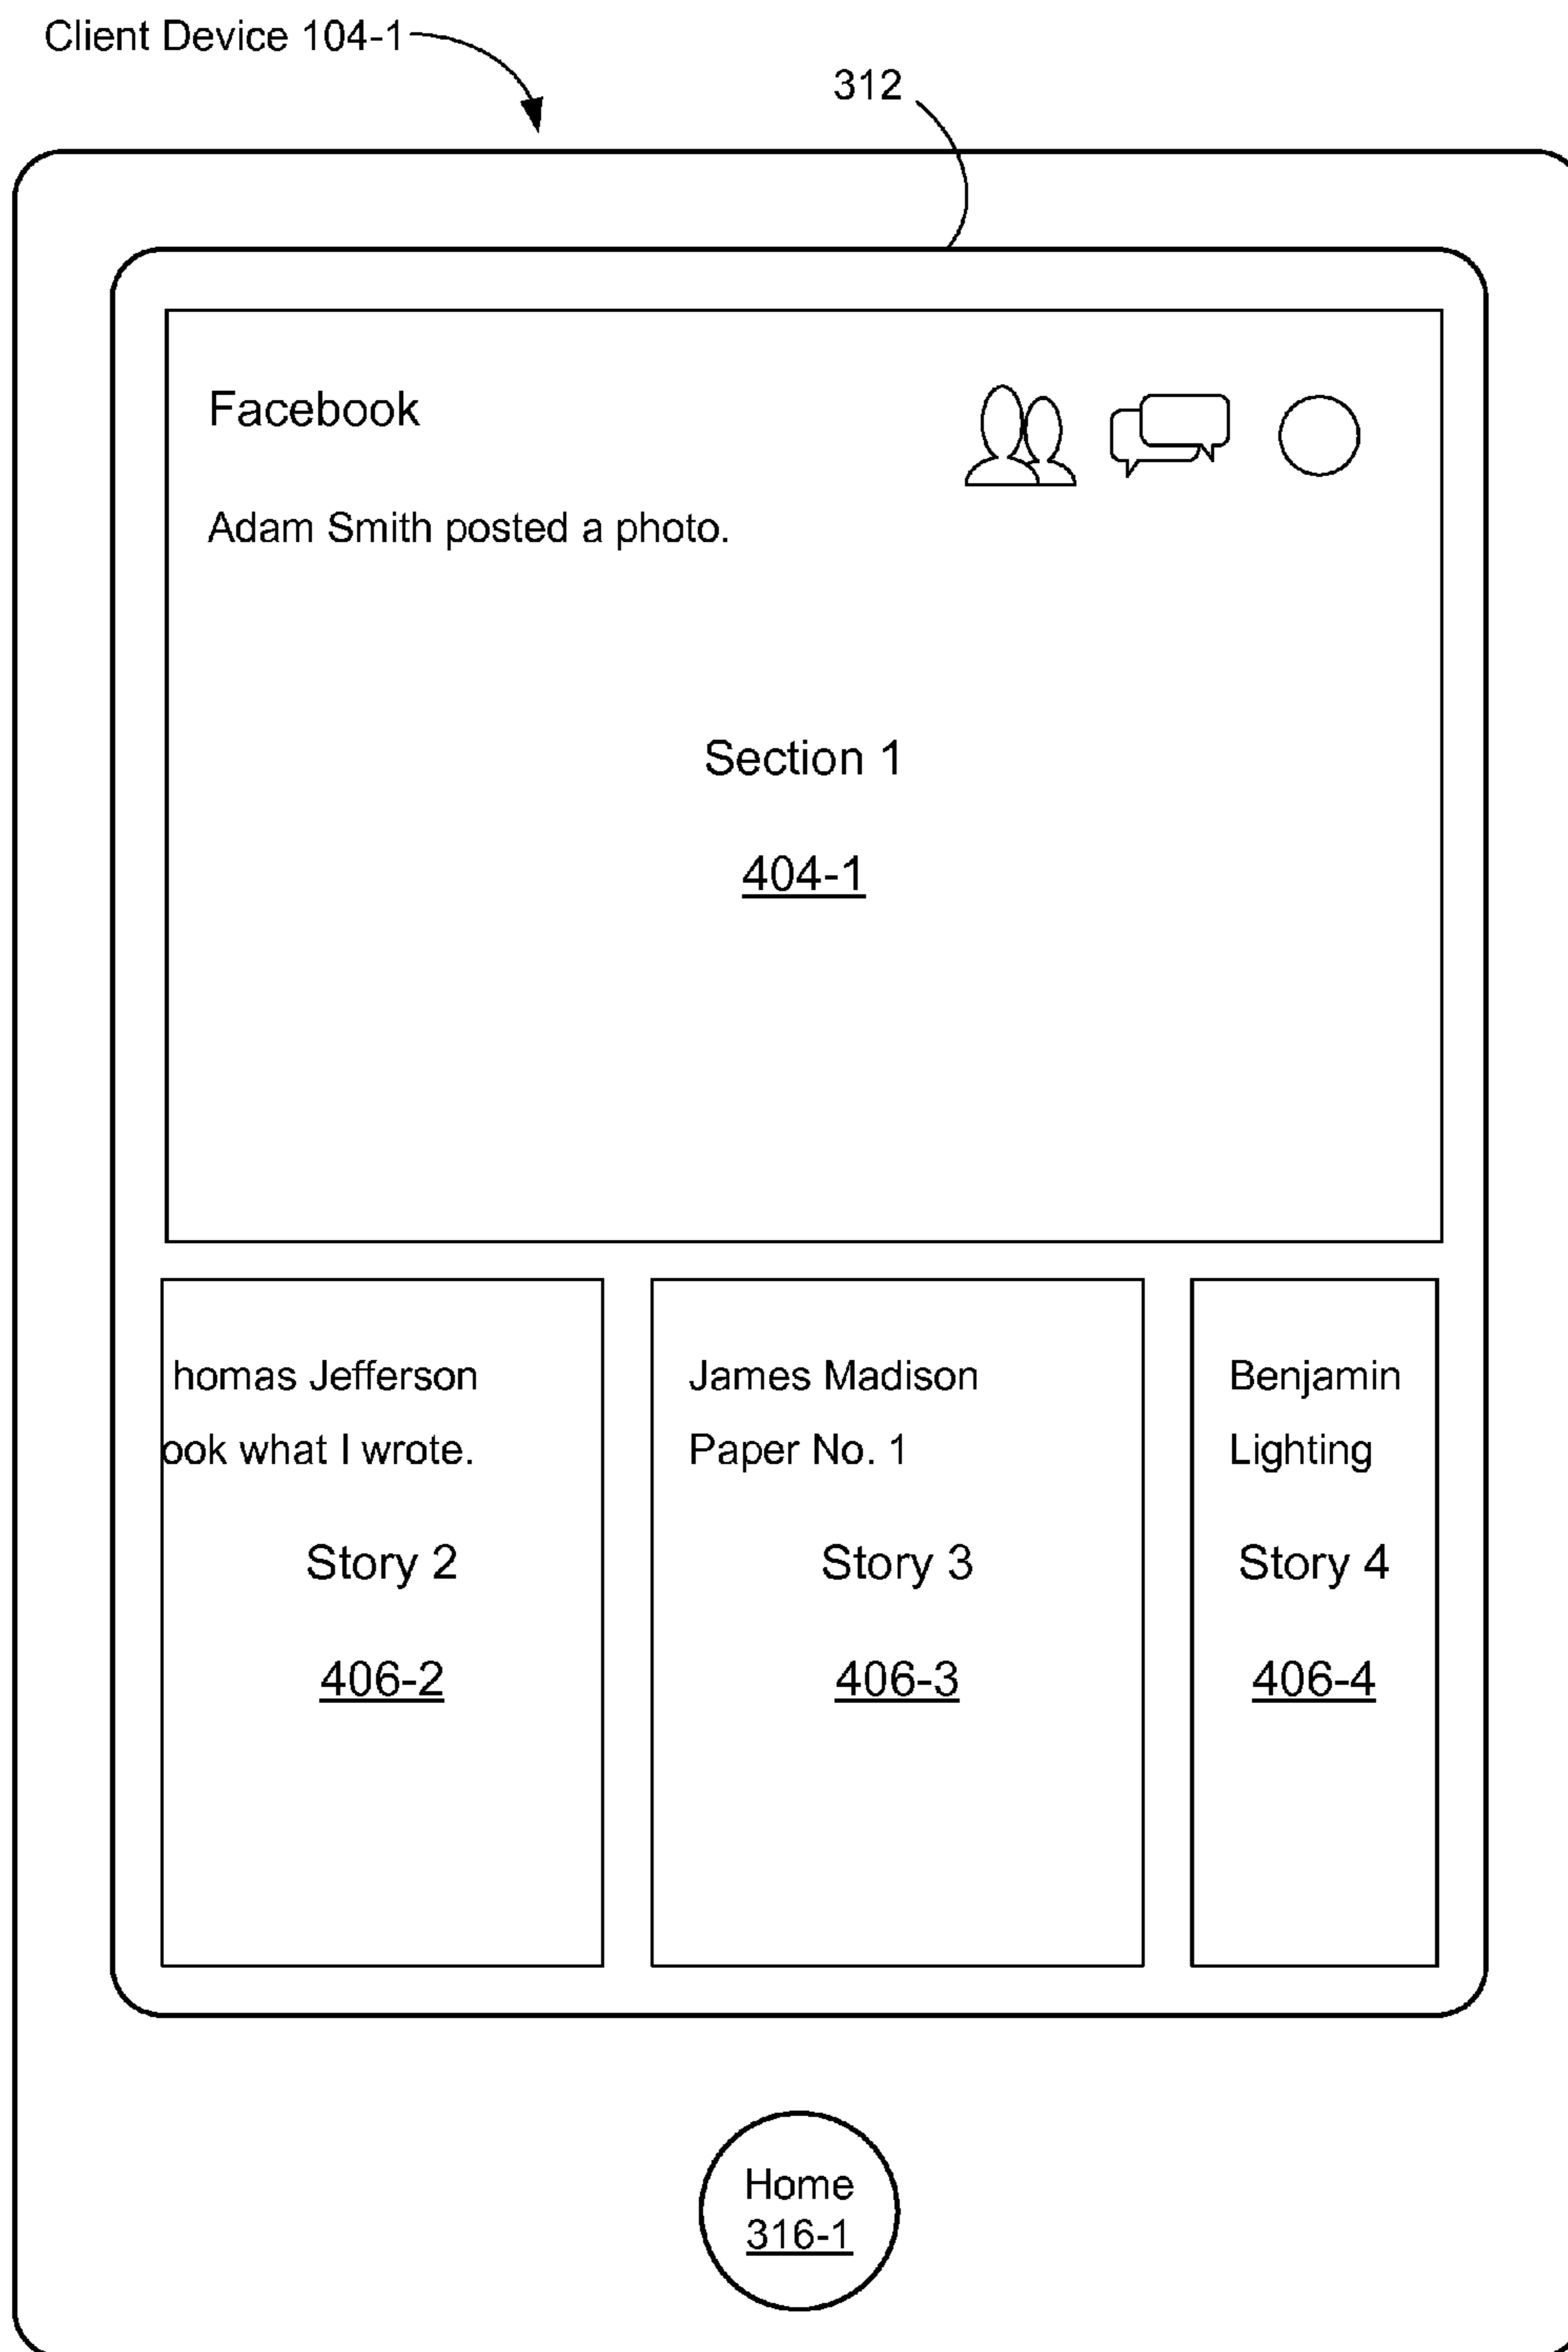 Client Device 104-1
312
Facebook
Adam Smith posted a photo.
Section 1
404-1
homas Jefferson
ook what I wrote.
Story 2
406-2
James Madison
Paper No. 1
Story 3
406-3
Benjamin
Lighting
Story 4
406-4
Home
316-1